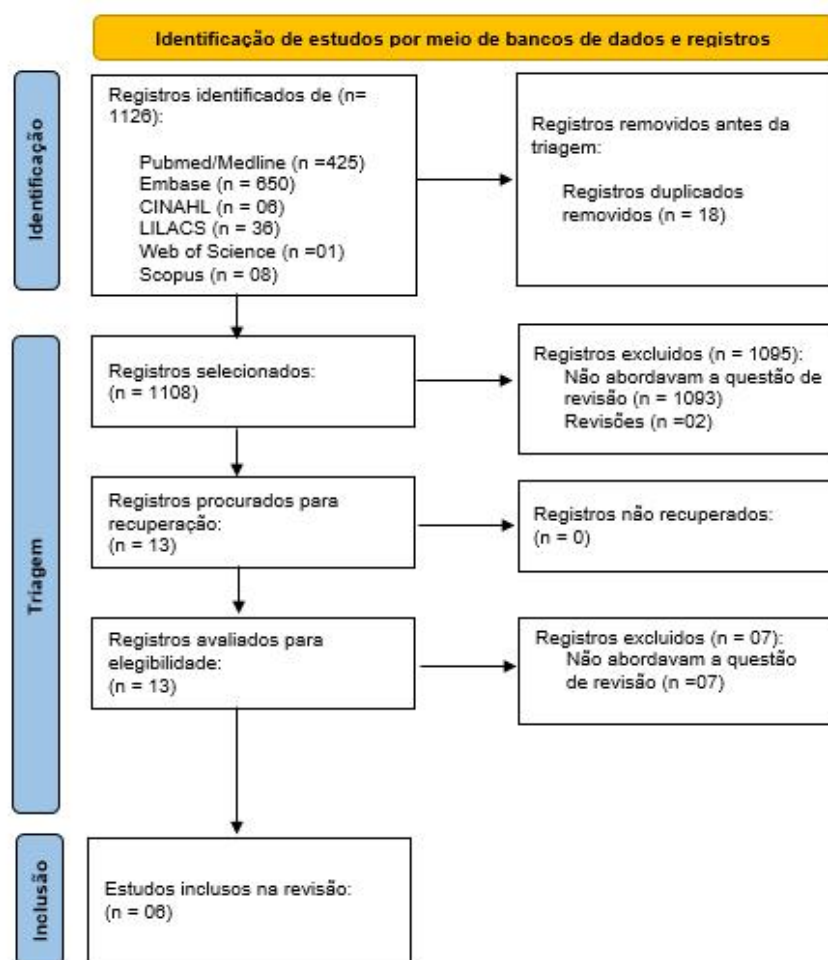 Identificação de estudos por meio de bancos de dados e registros
Identificação
Registros identificados de (n=
1126):
Pubmed/Medline (n =425)
Embase (n = 650)
CINAHL (n = 06)
LILACS (n = 36)
Web of Science (n =01)
Scopus (n = 08)
Registros removidos antes da
triagem:
Registros duplicados
removidos (n = 18)
Triagem
Registros selecionados:
(n = 1108)
Registros excluidos (n = 1095):
Não abordavam a questão de
revisão (n = 1093)
Revisões (n =02)
Registros procurados para
recuperação:
(n = 13)
Registros não recuperados:
(n = 0)
Registros avaliados para
elegibilidade:
(n = 13)
Registros excluidos (n = 07):
Não abordavam a questão
de revisão (n =07)
Inclusão
Estudos inclusos na revisão:
(n = 06)